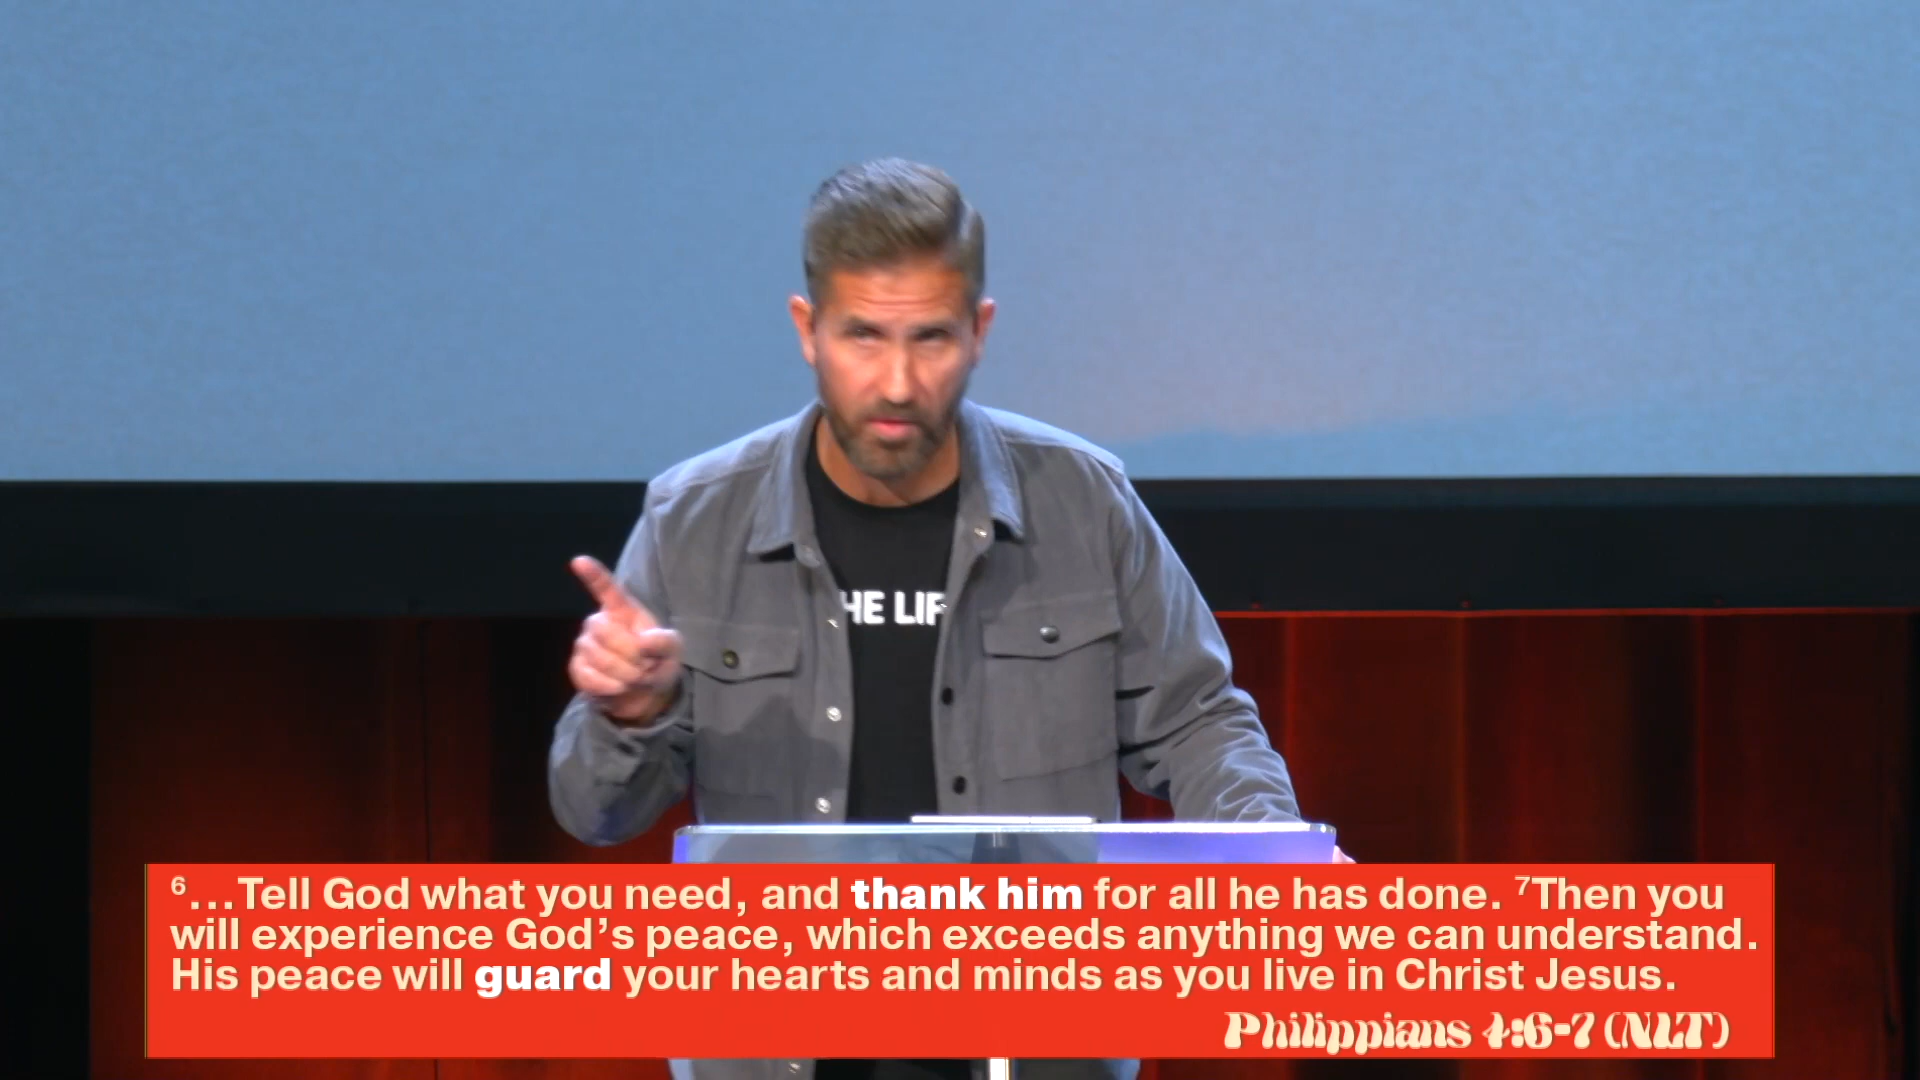 HE LIF
⁶...Tell God what you need, and thank him for all he has done. ⁷Then you
will experience God's peace, which exceeds anything we can understand.
His peace will guard your hearts and minds as you live in Christ Jesus.
Philippians 4:6-7 (NLT)